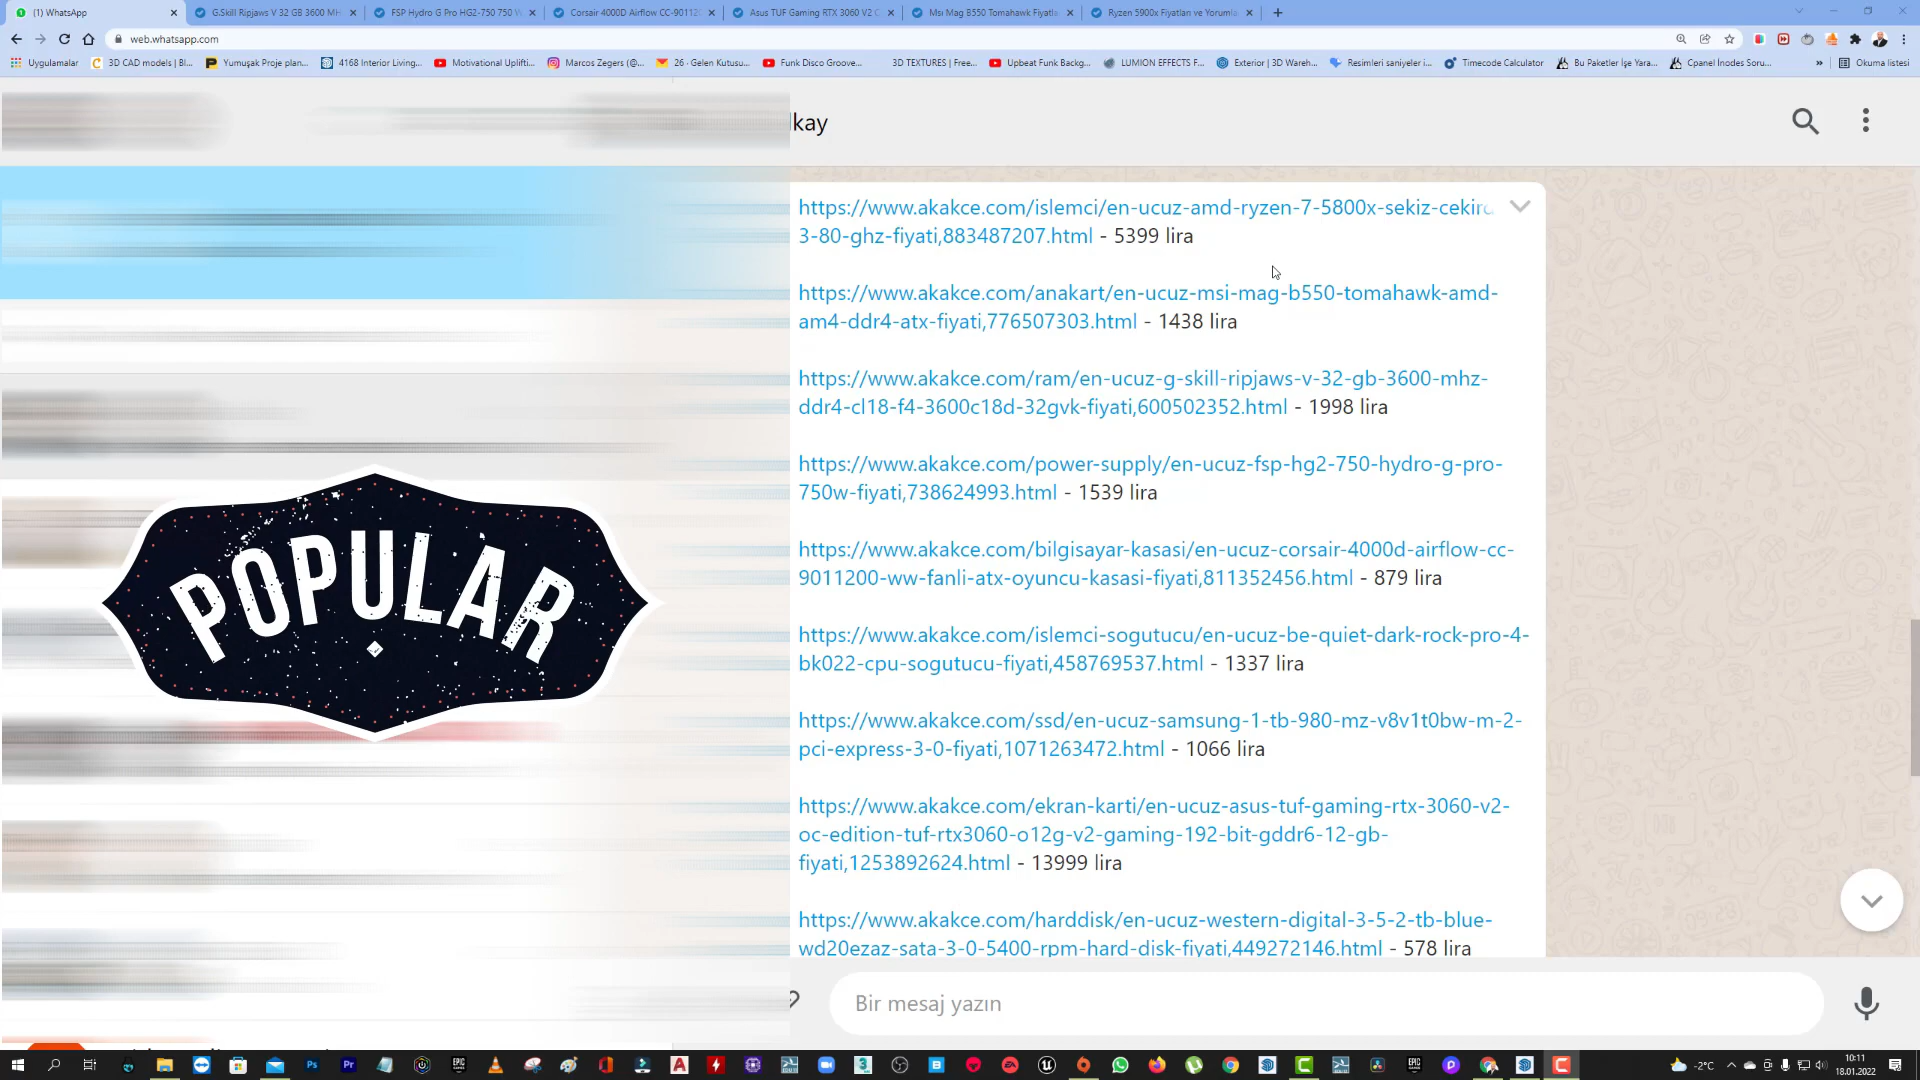 (1) WhatsApp
G.Skill Ripjaws V 32 GB 3600 MH
FSP Hydro G Pro HG2-750 750 W
Corsair 4000D Airflow CC-90112
Asus TUF Gaming RTX 3060 V2 O
Msi Mag B550 Tomahawk Fiyatla
Ryzen 5900x Fiyatları ve Yorumla
web.whatsapp.com
Uygulamalar
3D CAD models | Bl...
Yumuşak Proje plan...
4168 Interior Living...
Motivational Uplifti...
Marcos Zegers (@...
26 - Gelen Kutusu...
Funk Disco Groove...
3D TEXTURES | Free...
Upbeat Funk Backg...
LUMION EFFECTS F...
Exterior | 3D Wareh...
Resimleri saniyeler i...
Timecode Calculator
Bu Paketler İşe Yara...
Cpanel İnodes Soru...
»
Okuma listesi
kay
https://www.akakce.com/islemci/en-ucuz-amd-ryzen-7-5800x-sekiz-cekird
3-80-ghz-fiyati,883487207.html - 5399 lira
https://www.akakce.com/anakart/en-ucuz-msi-mag-b550-tomahawk-amd-
am4-ddr4-atx-fiyati,776507303.html - 1438 lira
https://www.akakce.com/ram/en-ucuz-g-skill-ripjaws-v-32-gb-3600-mhz-
ddr4-cl18-f4-3600c18d-32gvk-fiyati,600502352.html - 1998 lira
https://www.akakce.com/power-supply/en-ucuz-fsp-hg2-750-hydro-g-pro-
750w-fiyati,738624993.html - 1539 lira
https://www.akakce.com/bilgisayar-kasasi/en-ucuz-corsair-4000d-airflow-cc-
9011200-ww-fanli-atx-oyuncu-kasasi-fiyati,811352456.html - 879 lira
https://www.akakce.com/islemci-sogutucu/en-ucuz-be-quiet-dark-rock-pro-4-
bk022-cpu-sogutucu-fiyati,458769537.html - 1337 lira
https://www.akakce.com/ssd/en-ucuz-samsung-1-tb-980-mz-v8v1t0bw-m-2-
pci-express-3-0-fiyati,1071263472.html - 1066 lira
https://www.akakce.com/ekran-karti/en-ucuz-asus-tuf-gaming-rtx-3060-v2-
oc-edition-tuf-rtx3060-o12g-v2-gaming-192-bit-gddr6-12-gb-
fiyati,1253892624.html - 13999 lira
https://www.akakce.com/harddisk/en-ucuz-western-digital-3-5-2-tb-blue-
wd20ezaz-sata-3-0-5400-rpm-hard-disk-fiyati,449272146.html - 578 lira
POPULAR
Bir mesaj yazın
-2°C
10:11
18.01.2022